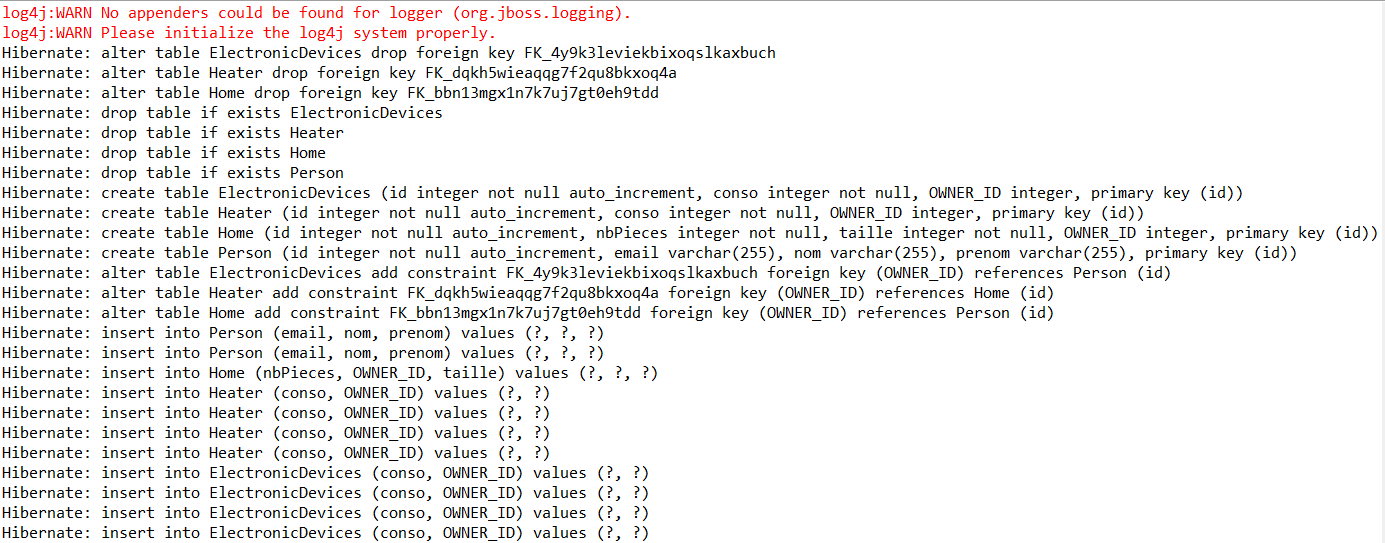 log4j:WARN No appenders could be found for logger (org.jboss.logging).
log4j:WARN Please initialize the log4j system properly.
Hibernate: alter table ElectronicDevices drop foreign key FK_4y9k3leviekbixoqslkaxbuch
Hibernate: alter table Heater drop foreign key FK_dqkh5wieaqqg7f2qu8bkxoq4a
Hibernate: alter table Home drop foreign key FK_bbn13mgx1n7k7uj7gt0eh9tdd
Hibernate: drop table if exists ElectronicDevices
Hibernate: drop table if exists Heater
Hibernate: drop table if exists Home
Hibernate: drop table if exists Person
Hibernate: create table ElectronicDevices (id integer not null auto_increment, conso integer not null, OWNER_ID integer, primary key (id))
Hibernate: create table Heater (id integer not null auto_increment, conso integer not null, OWNER_ID integer, primary key (id))
Hibernate: create table Home (id integer not null auto_increment, nbPieces integer not null, taille integer not null, OWNER_ID integer, primary key (id))
Hibernate: create table Person (id integer not null auto_increment, email varchar(255), nom varchar(255), prenom varchar(255), primary key (id))
Hibernate: alter table ElectronicDevices add constraint FK_4y9k3leviekbixoqslkaxbuch foreign key (OWNER_ID) references Person (id)
Hibernate: alter table Heater add constraint FK_dqkh5wieaqqg7f2qu8bkxoq4a foreign key (OWNER_ID) references Home (id)
Hibernate: alter table Home add constraint FK_bbn13mgx1n7k7uj7gt0eh9tdd foreign key (OWNER_ID) references Person (id)
Hibernate: insert into Person (email, nom, prenom) values (?, ?, ?)
Hibernate: insert into Person (email, nom, prenom) values (?, ?, ?)
Hibernate: insert into Home (nbPieces, OWNER_ID, taille) values (?, ?, ?)
Hibernate: insert into Heater (conso, OWNER_ID) values (?, ?)
Hibernate: insert into Heater (conso, OWNER_ID) values (?, ?)
Hibernate: insert into Heater (conso, OWNER_ID) values (?, ?)
Hibernate: insert into Heater (conso, OWNER_ID) values (?, ?)
Hibernate: insert into ElectronicDevices (conso, OWNER_ID) values (?, ?)
Hibernate: insert into ElectronicDevices (conso, OWNER_ID) values (?, ?)
Hibernate: insert into ElectronicDevices (conso, OWNER_ID) values (?, ?)
Hibernate: insert into ElectronicDevices (conso, OWNER_ID) values (?, ?)